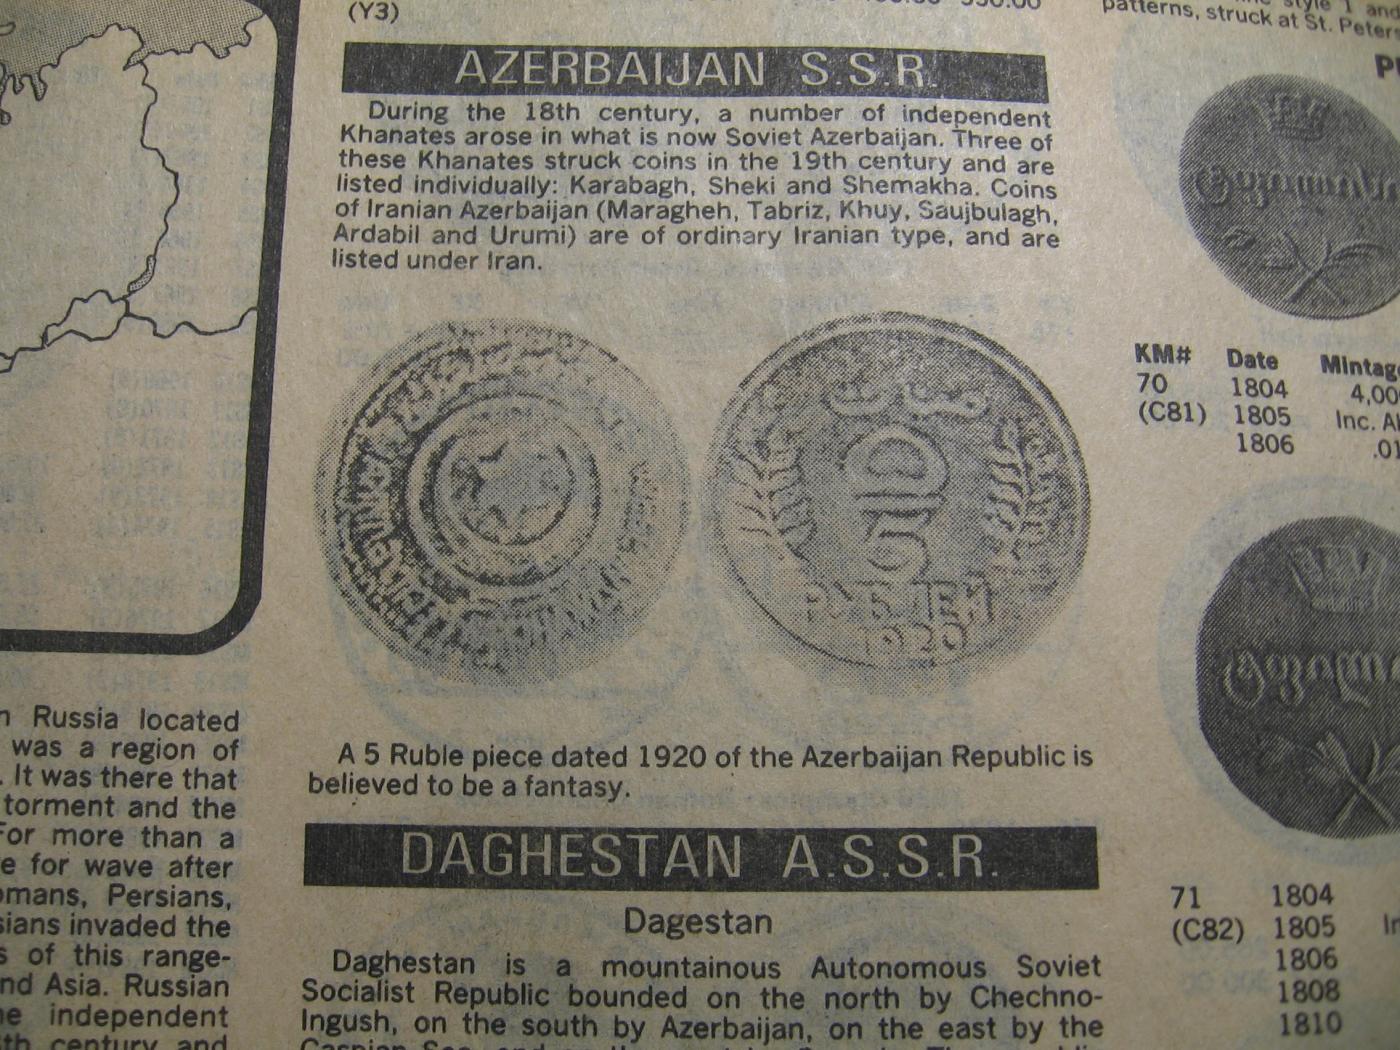 (Y3)
AZERBAIJAN S.S.R.
During the 18th century, a number of independent
Khanates arose in what is now Soviet Azerbaijan. Three of
these Khanates struck coins in the 19th century and are
listed individually: Karabagh, Sheki and Shemakha. Coins
of Iranian Azerbaijan (Maragheh, Tabriz, Khuy, Saujbulagh,
Ardabil and Urumi) are of ordinary Iranian type, and are
listed under Iran.
5
1920
A 5 Ruble piece dated 1920 of the Azerbaijan Republic is
believed to be a fantasy.
DAGHESTAN A.S.S.R.
Dagestan
Daghestan is a mountainous Autonomous Soviet
Socialist Republic bounded on the north by Chechno-
Ingush, on the south by Azerbaijan, on the east by the
Russia located
was a region of
. It was there that
torment and the
For more than a
for wave after
Persians,
invaded the
of this range-
Asia. Russian
independent
century and
style 1 and
patterns, struck at St.
KM# Date
70 1804
(C81) 1805 Inc.
1806 .01
71 1804
(C82) 1805
1806
1808
1810